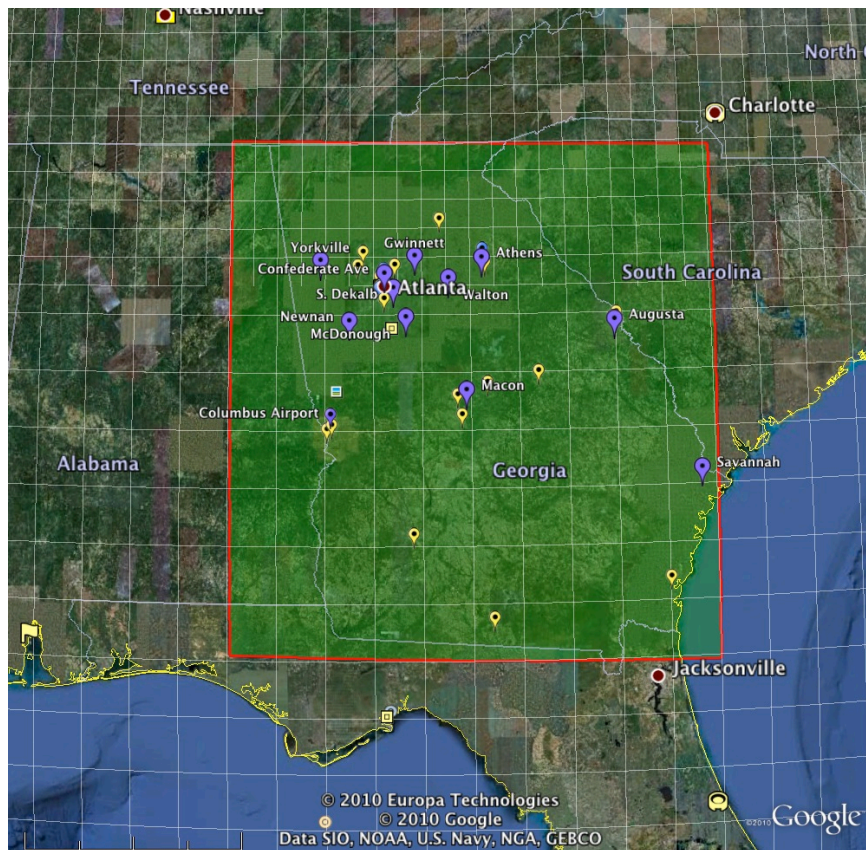 Nashville
North C
Tennessee
Charlotte
Yorkville
Gwinnett
Athens
Confederate Ave
South Carolina
S. Dekalb
Atlanta
Walton
Newnan
McDonough
Augusta
Macon
Columbus Airport
Alabama
Georgia
Savannah
Jacksonville
© 2010 Europa Technologies
© 2010 Google
Data SIO, NOAA, U.S. Navy, NGA, GEBCO
©2010 Google